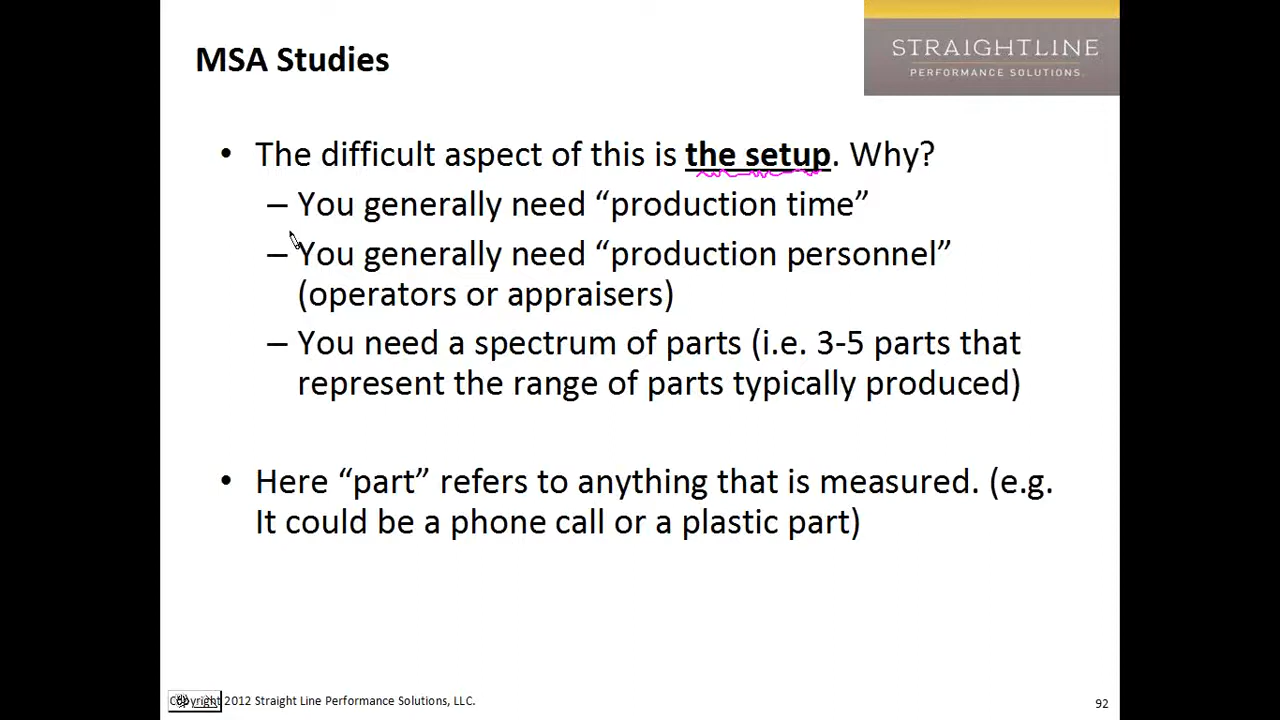 MSA Studies
STRAIGHTLINE
PERFORMANCE SOLUTIONS.
• The difficult aspect of this is the setup. Why?
– You generally need “production time”
– You generally need “production personnel”
(operators or appraisers)
– You need a spectrum of parts (i.e. 3-5 parts that
represent the range of parts typically produced)
• Here “part” refers to anything that is measured. (e.g.
It could be a phone call or a plastic part)
Copyright 2012 Straight Line Performance Solutions, LLC.
92